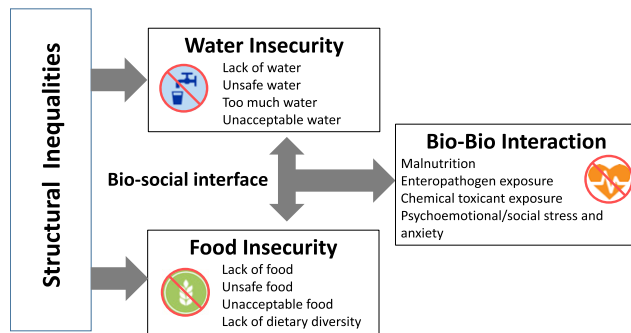 Structural Inequalities
Water Insecurity
Lack of water
Unsafe water
Too much water
Unacceptable water
Bio-social interface
Food Insecurity
Lack of food
Unsafe food
Unacceptable food
Lack of dietary diversity
Bio-Bio Interaction
Malnutrition
Enteropathogen exposure
Chemical toxicant exposure
Psychoemotional/social stress and
anxiety